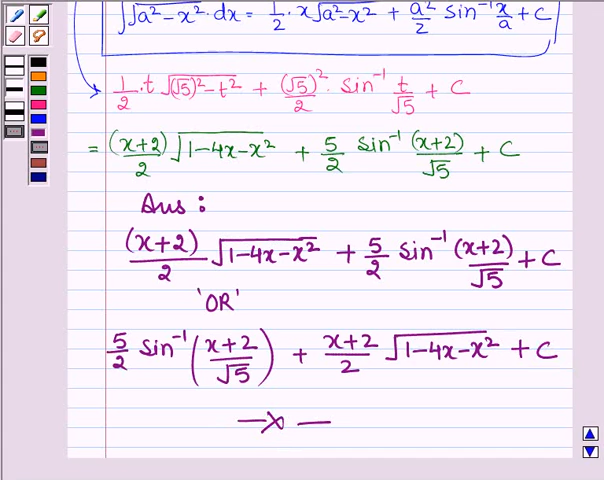 ∫√(a²−x²)·dx = 1/2·x√(a²−x²) + a²/2 sin⁻¹ x/a + C
1/2·t √((√5)²−t²) + (√5)²/2· sin⁻¹ t/√5 + C
= (x+2)/2 √(1−4x−x²) + 5/2 sin⁻¹ (x+2)/√5 + C
Ans :
(x+2)/2 √(1−4x−x²) + 5/2 sin⁻¹ (x+2)/√5 + C
'OR'
5/2 sin⁻¹ (x+2/√5) + x+2/2 √(1−4x−x²) + C
—x—